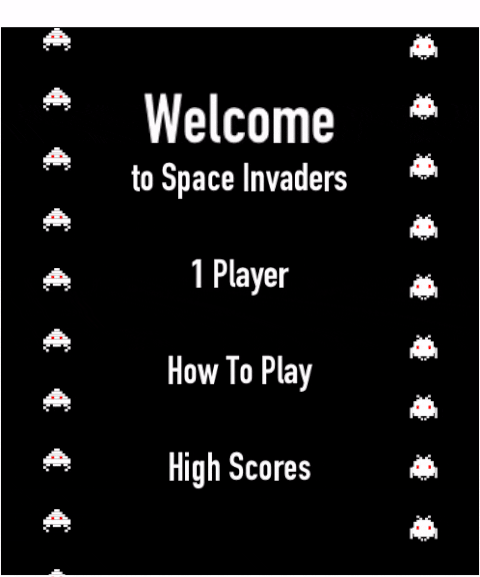 Welcome
to Space Invaders
1 Player
How To Play
High Scores